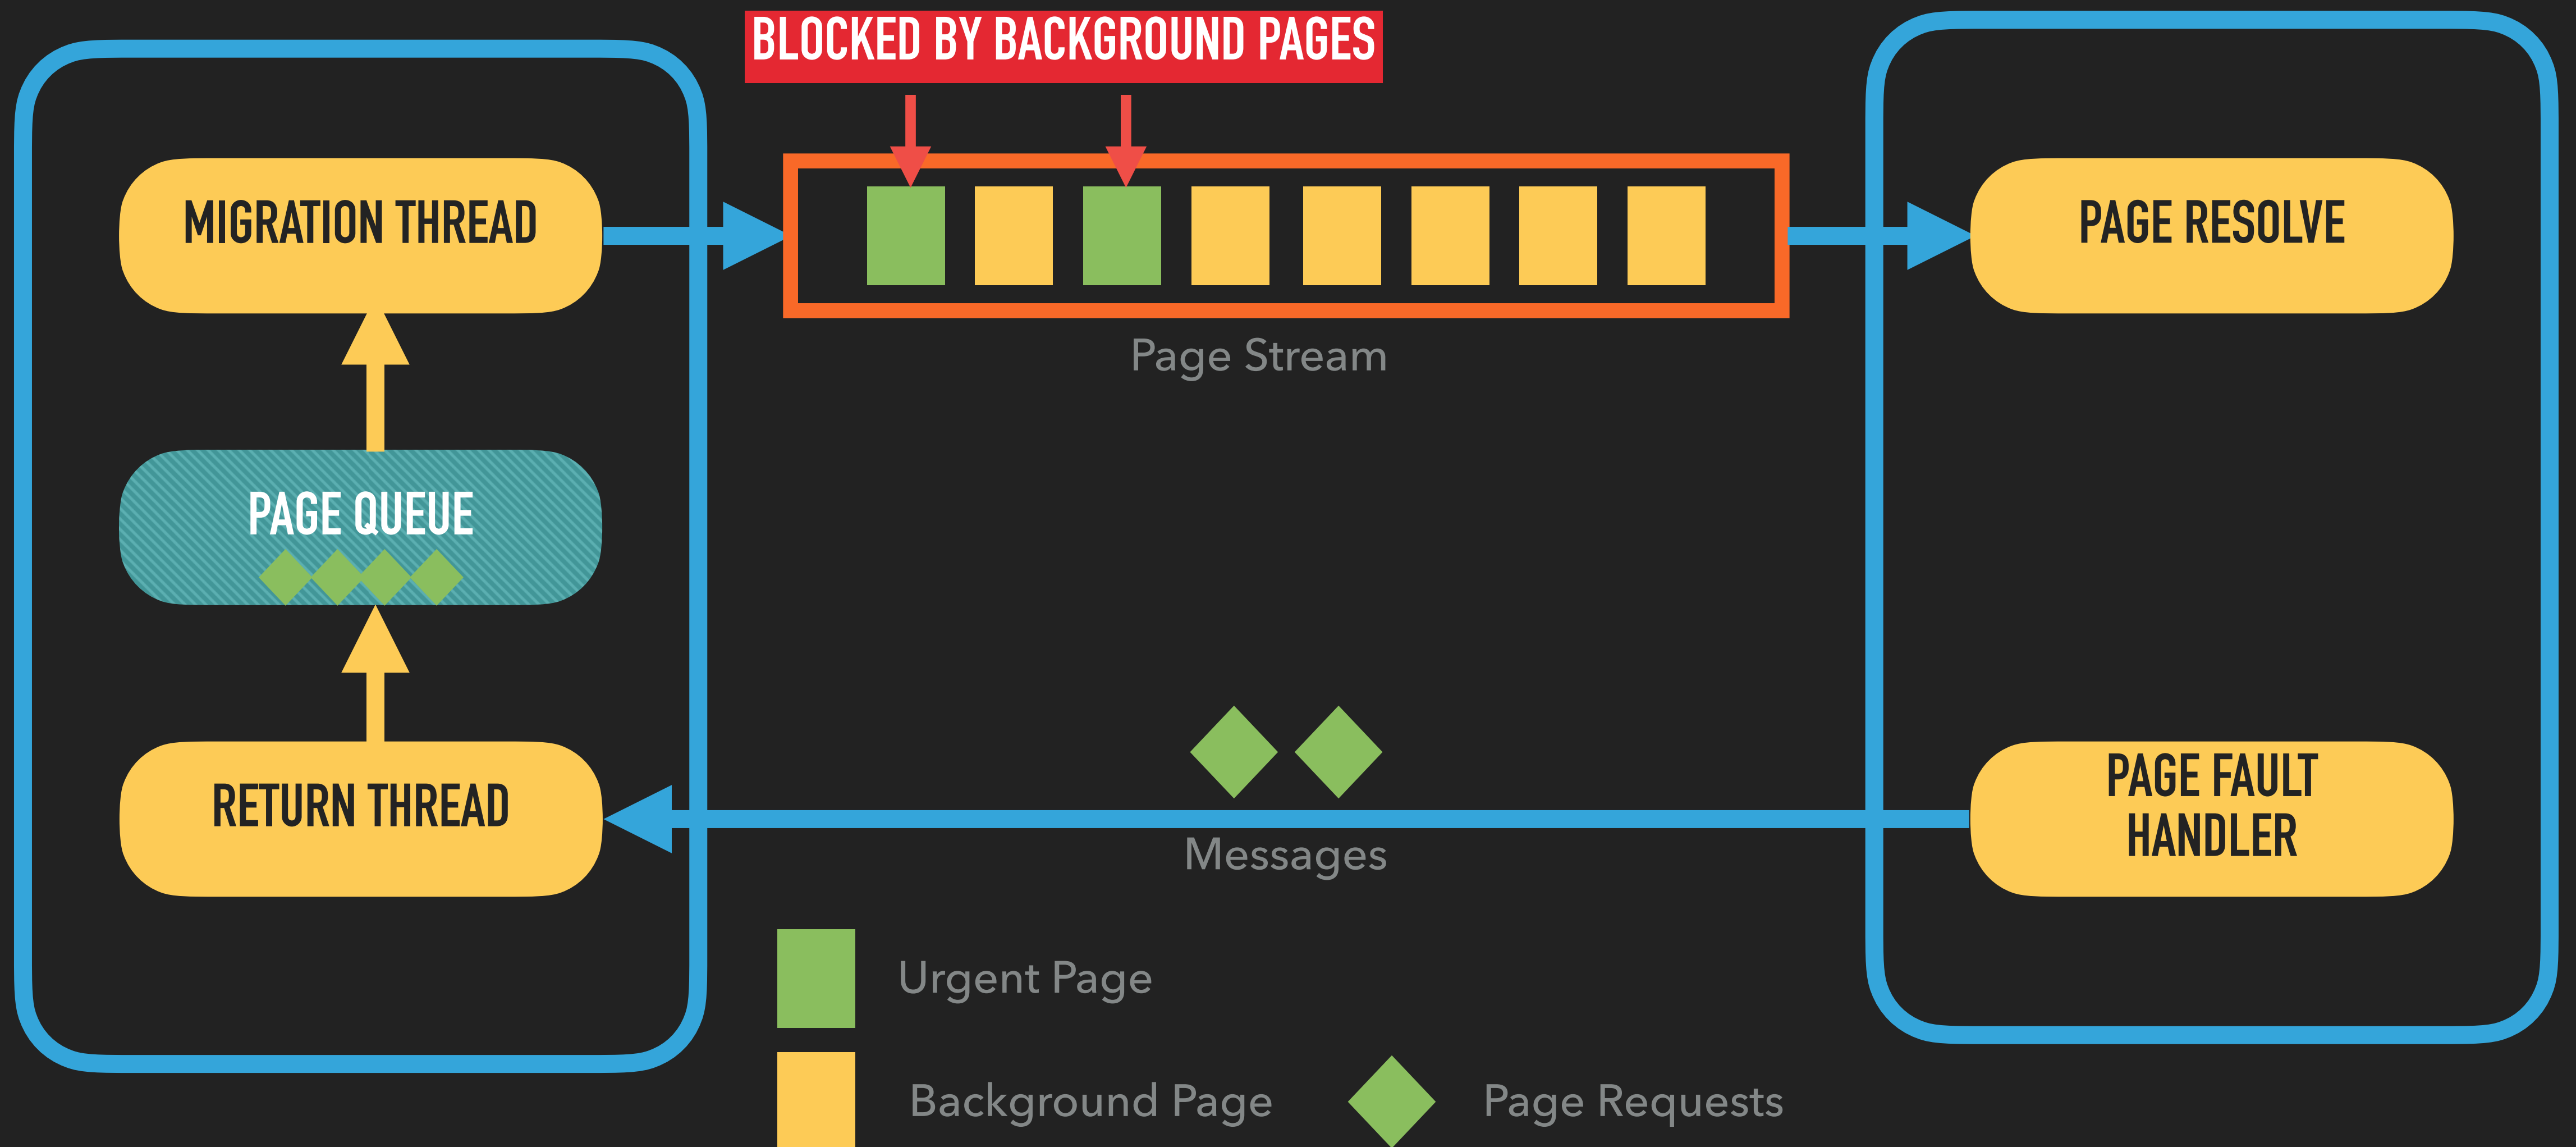 BLOCKED BY BACKGROUND PAGES
MIGRATION THREAD
PAGE RESOLVE
Page Stream
PAGE QUEUE
RETURN THREAD
PAGE FAULT
HANDLER
Messages
Urgent Page
Background Page
Page Requests